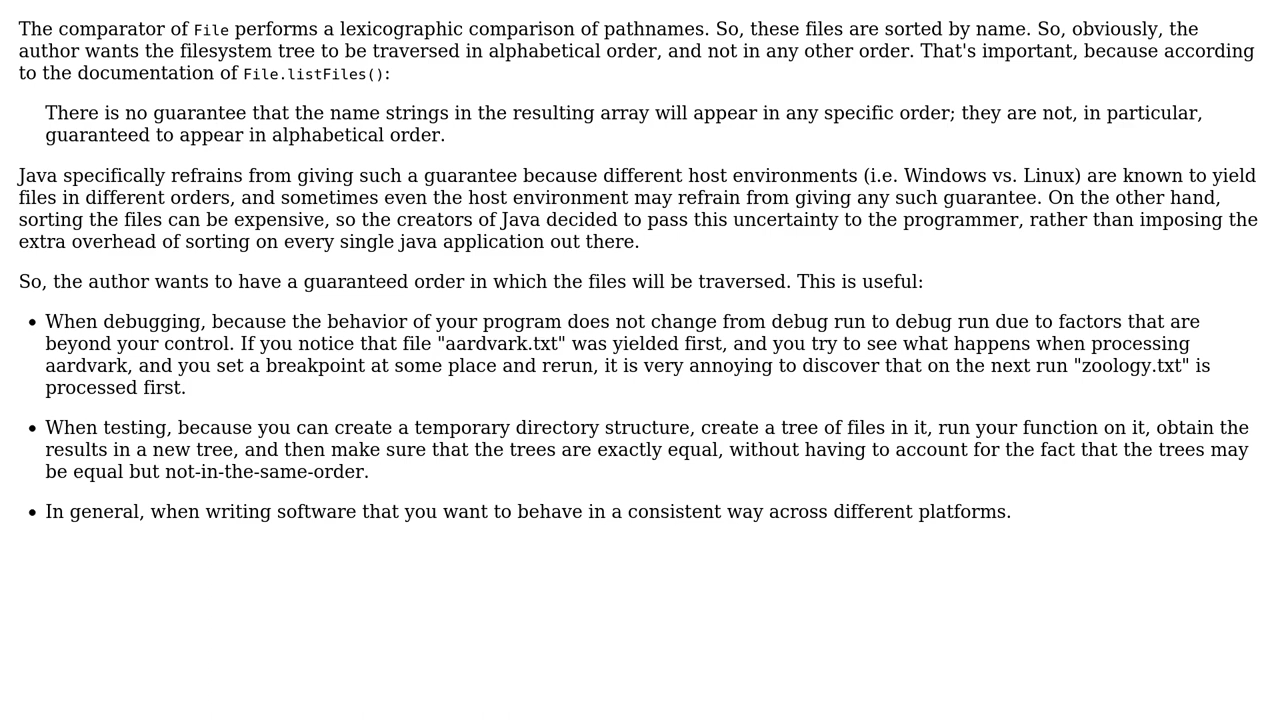 The comparator of File performs a lexicographic comparison of pathnames. So, these files are sorted by name. So, obviously, the
author wants the filesystem tree to be traversed in alphabetical order, and not in any other order. That's important, because according
to the documentation of File.listFiles():
There is no guarantee that the name strings in the resulting array will appear in any specific order; they are not, in particular,
guaranteed to appear in alphabetical order.
Java specifically refrains from giving such a guarantee because different host environments (i.e. Windows vs. Linux) are known to yield
files in different orders, and sometimes even the host environment may refrain from giving any such guarantee. On the other hand,
sorting the files can be expensive, so the creators of Java decided to pass this uncertainty to the programmer, rather than imposing the
extra overhead of sorting on every single java application out there.
So, the author wants to have a guaranteed order in which the files will be traversed. This is useful:
• When debugging, because the behavior of your program does not change from debug run to debug run due to factors that are
beyond your control. If you notice that file "aardvark.txt" was yielded first, and you try to see what happens when processing
aardvark, and you set a breakpoint at some place and rerun, it is very annoying to discover that on the next run "zoology.txt" is
processed first.
• When testing, because you can create a temporary directory structure, create a tree of files in it, run your function on it, obtain the
results in a new tree, and then make sure that the trees are exactly equal, without having to account for the fact that the trees may
be equal but not-in-the-same-order.
• In general, when writing software that you want to behave in a consistent way across different platforms.